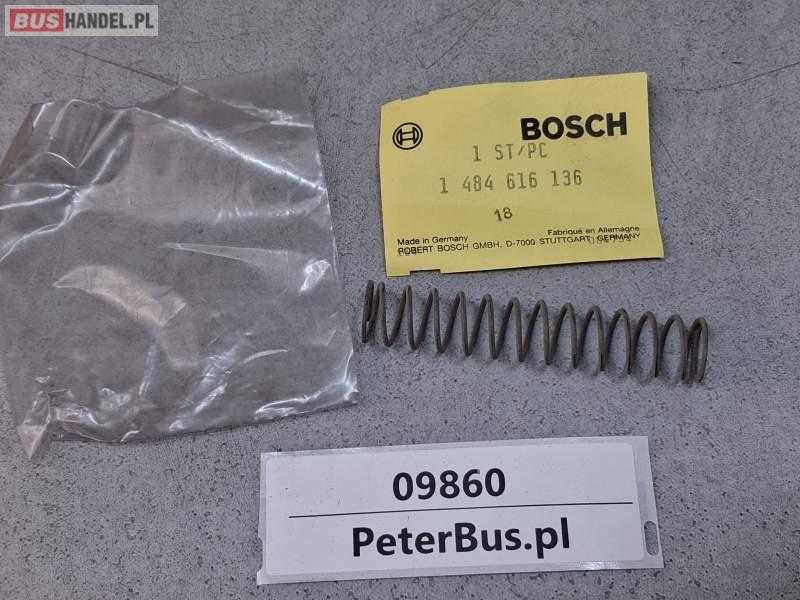 BUSHANDEL.PL
BOSCH
1 ST/PC
1 484 616 136
18
Made in Germany
Fabriqué en Allemagne
ROBERT BOSCH GMBH, D-7000 STUTTGART, GERMANY
09860
PeterBus.pl